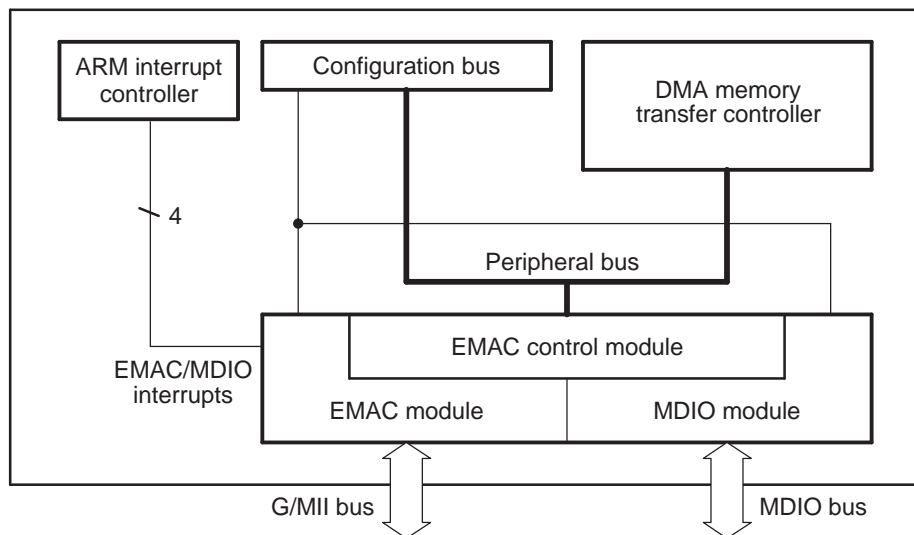 ARM interrupt
controller
Configuration bus
DMA memory
transfer controller
4
Peripheral bus
EMAC control module
EMAC/MDIO
interrupts
EMAC module
MDIO module
G/MII bus
MDIO bus